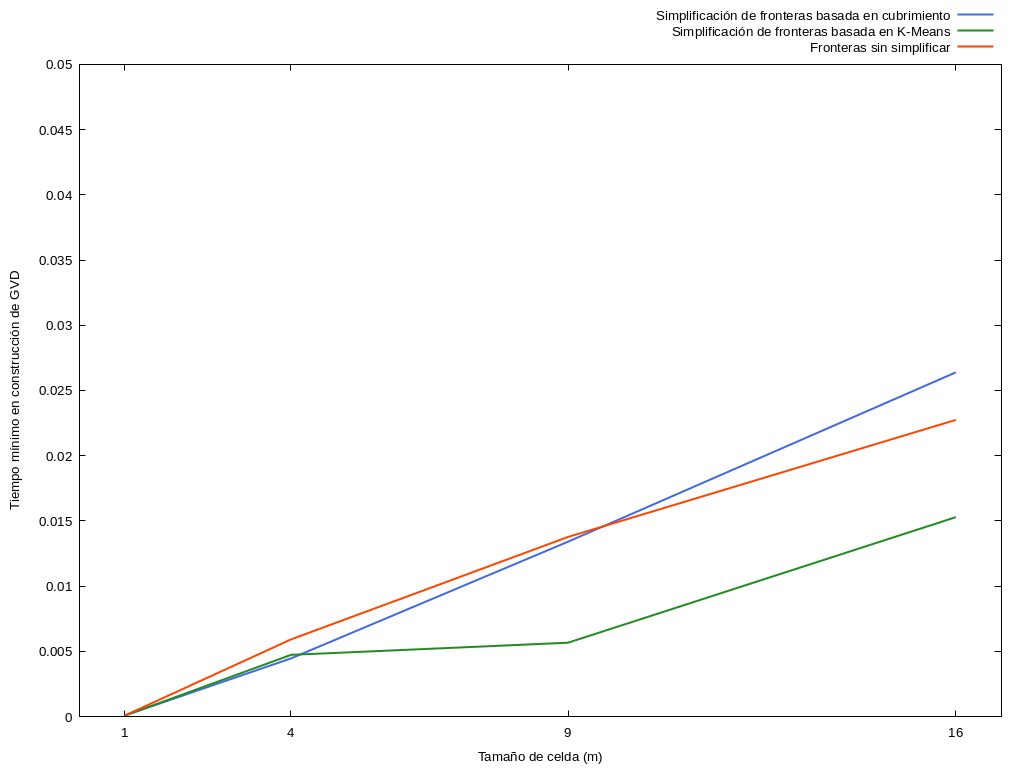 Simplificación de fronteras basada en cubrimiento
Simplificación de fronteras basada en K-Means
Fronteras sin simplificar
0.05
0.045
0.04
0.035
0.03
0.025
0.02
0.015
0.01
0.005
0
Tiempo mínimo en construcción de GVD
1 4 9 16
Tamaño de celda (m)